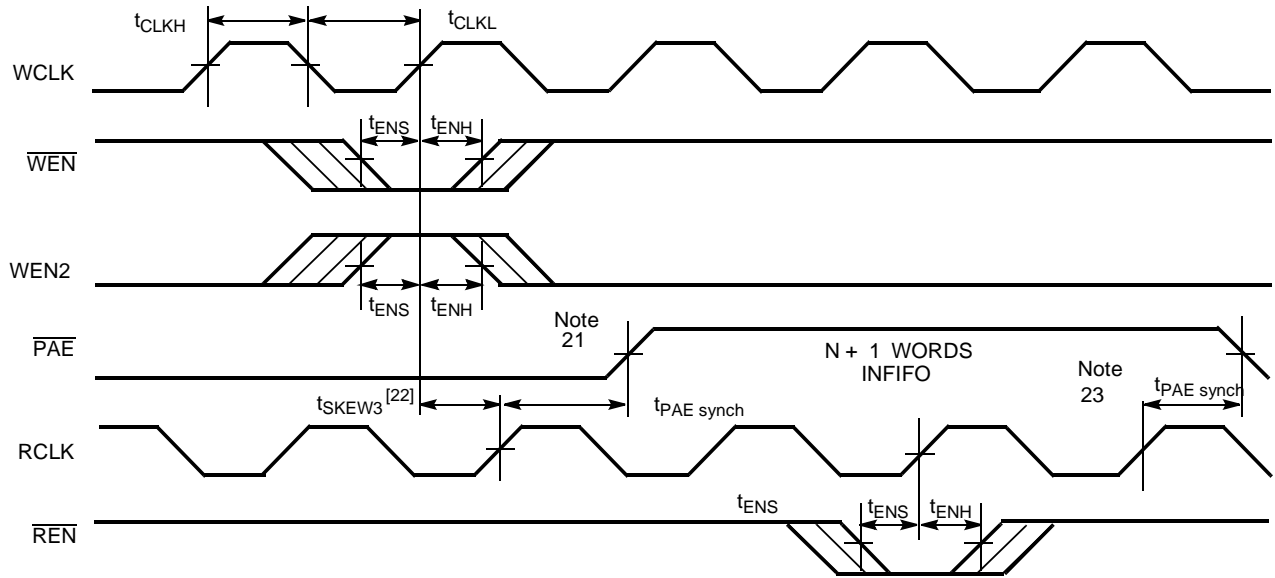 tCLKH
tCLKL
WCLK
tENS tENH
WEN
WEN2
tENS tENH
Note
21
PAE
N + 1 WORDS
INFIFO
Note
23
tSKEW3 [22]
tPAE synch
tPAE synch
RCLK
tENS
tENS tENH
REN